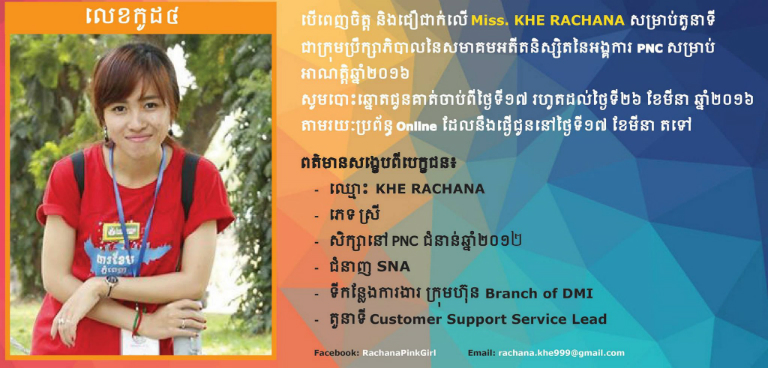 លេខកូដ៤
បើពេញចិត្ត និងជឿជាក់លើ Miss. KHE RACHANA សម្រាប់តួនាទី
ជាក្រុមប្រឹក្សាភិបាលនៃសមាគមអតីតនិស្សិតនៃអង្គការ PNC សម្រាប់
អាណត្តិឆ្នាំ២០១៦
សូមបោះឆ្នោតជូនគាត់ចាប់ពីថ្ងៃទី១៧ រហូតដល់ថ្ងៃទី២៦ ខែមីនា ឆ្នាំ២០១៦
តាមរយៈប្រព័ន្ធ Online ដែលនឹងផ្ញើជូននៅថ្ងៃទី១៧ ខែមីនា តទៅ
ពត៌មានសង្ខេបពីបេក្ខជន៖
- ឈ្មោះ KHE RACHANA
- ភេទ ស្រី
- សិក្សានៅ PNC ជំនាន់ឆ្នាំ២០១២
- ជំនាញ SNA
- ទីកន្លែងការងារ ក្រុមហ៊ុន Branch of DMI
- តួនាទី Customer Support Service Lead
Facebook: RachanaPinkGirl Email: rachana.khe999@gmail.com